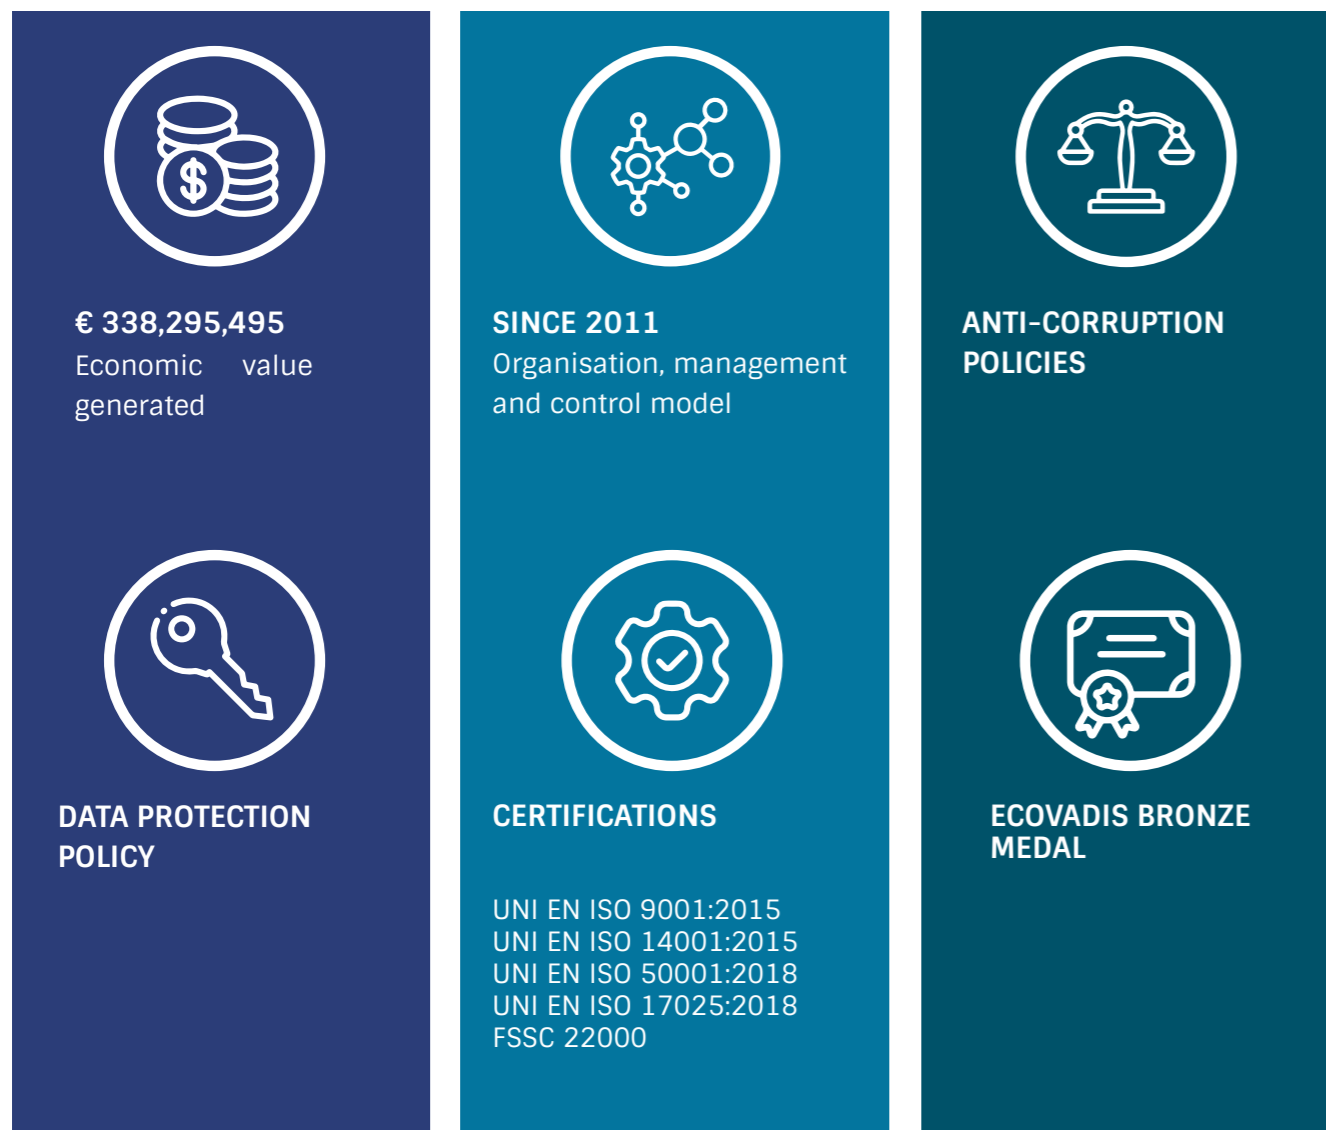 € 338,295,495
Economic value
generated
SINCE 2011
Organisation, management
and control model
ANTI-CORRUPTION
POLICIES
DATA PROTECTION
POLICY
CERTIFICATIONS
UNI EN ISO 9001:2015
UNI EN ISO 14001:2015
UNI EN ISO 50001:2018
UNI EN ISO 17025:2018
FSSC 22000
ECOVADIS BRONZE
MEDAL